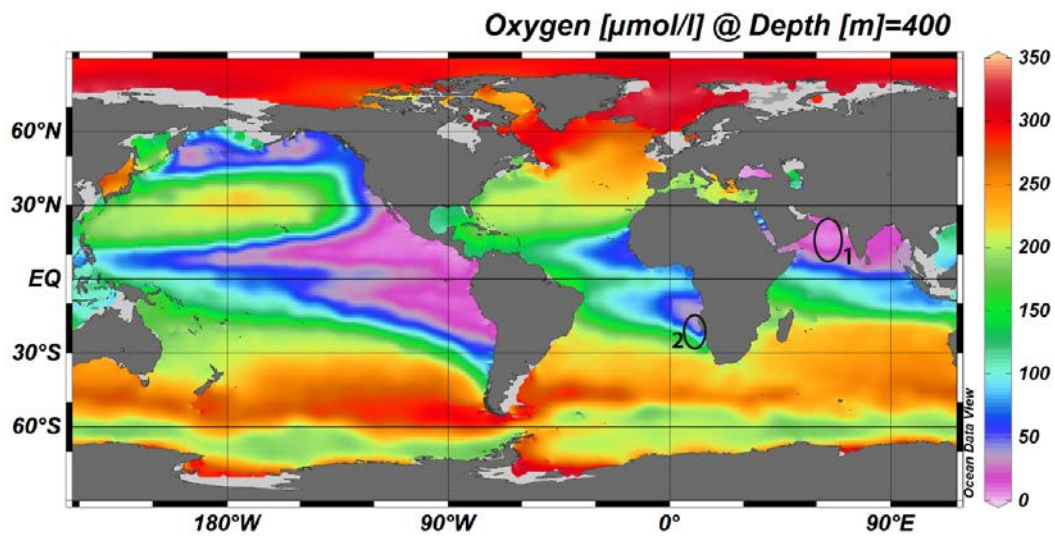 Oxygen [µmol/l] @ Depth [m]=400
350
300
250
200
150
100
50
0
60°N
30°N
EQ
30°S
60°S
1
2
Ocean Data View
180°W
90°W
0°
90°E